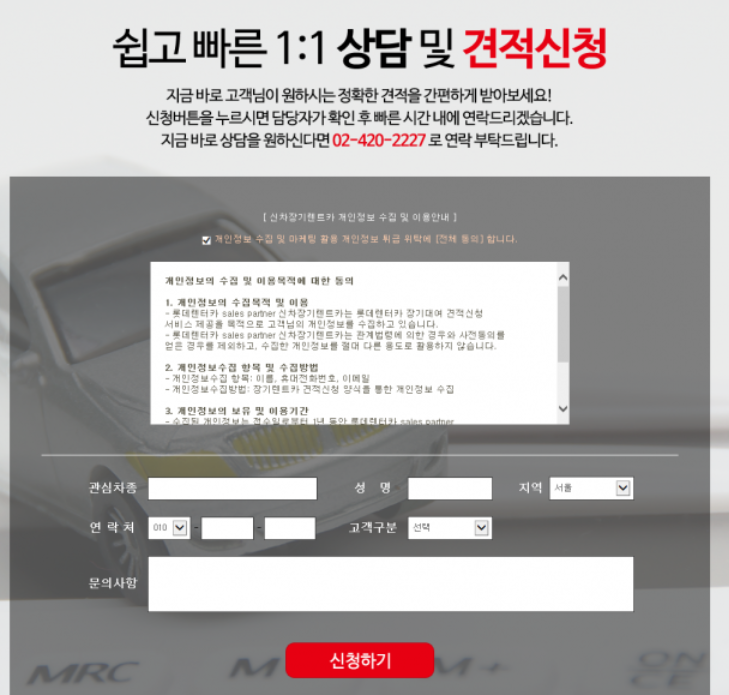 쉽고 빠른 1:1 상담 및 견적신청
지금 바로 고객님이 원하시는 정확한 견적을 간편하게 받아보세요!
신청버튼을 누르시면 담당자가 확인 후 빠른 시간 내에 연락드리겠습니다.
지금 바로 상담을 원하신다면 02-420-2227 로 연락 부탁드립니다.
[ 신차장기렌트카 개인정보 수집 및 이용안내 ]
개인정보 수집 및 마케팅 활용 개인정보 취급 위탁에 [전체 동의] 합니다.
개인정보의 수집 및 이용목적에 대한 동의
1. 개인정보의 수집목적 및 이용
- 롯데렌터카 sales partner 신차장기렌트카는 롯데렌터카 장기대여 견적신청
서비스 제공을 목적으로 고객님의 개인정보를 수집하고 있습니다.
- 롯데렌터카 sales partner 신차장기렌트카는 관계법령에 의한 경우와 사전동의를
얻은 경우를 제외하고, 수집한 개인정보를 절대 다른 용도로 활용하지 않습니다.
2. 개인정보수집 항목 및 수집방법
- 개인정보수집 항목: 이름, 휴대전화번호, 이메일
- 개인정보수집방법: 장기렌트카 견적신청 양식을 통한 개인정보 수집
3. 개인정보의 보유 및 이용기간
- 수집된 개인정보는 접수일로부터 1년 동안 롯데렌터카 sales partner
관심차종 성 명 지역 서울
연 락 처 010 - - 고객구분 선택
문의사항
신청하기
MRC M M+ ON
CE